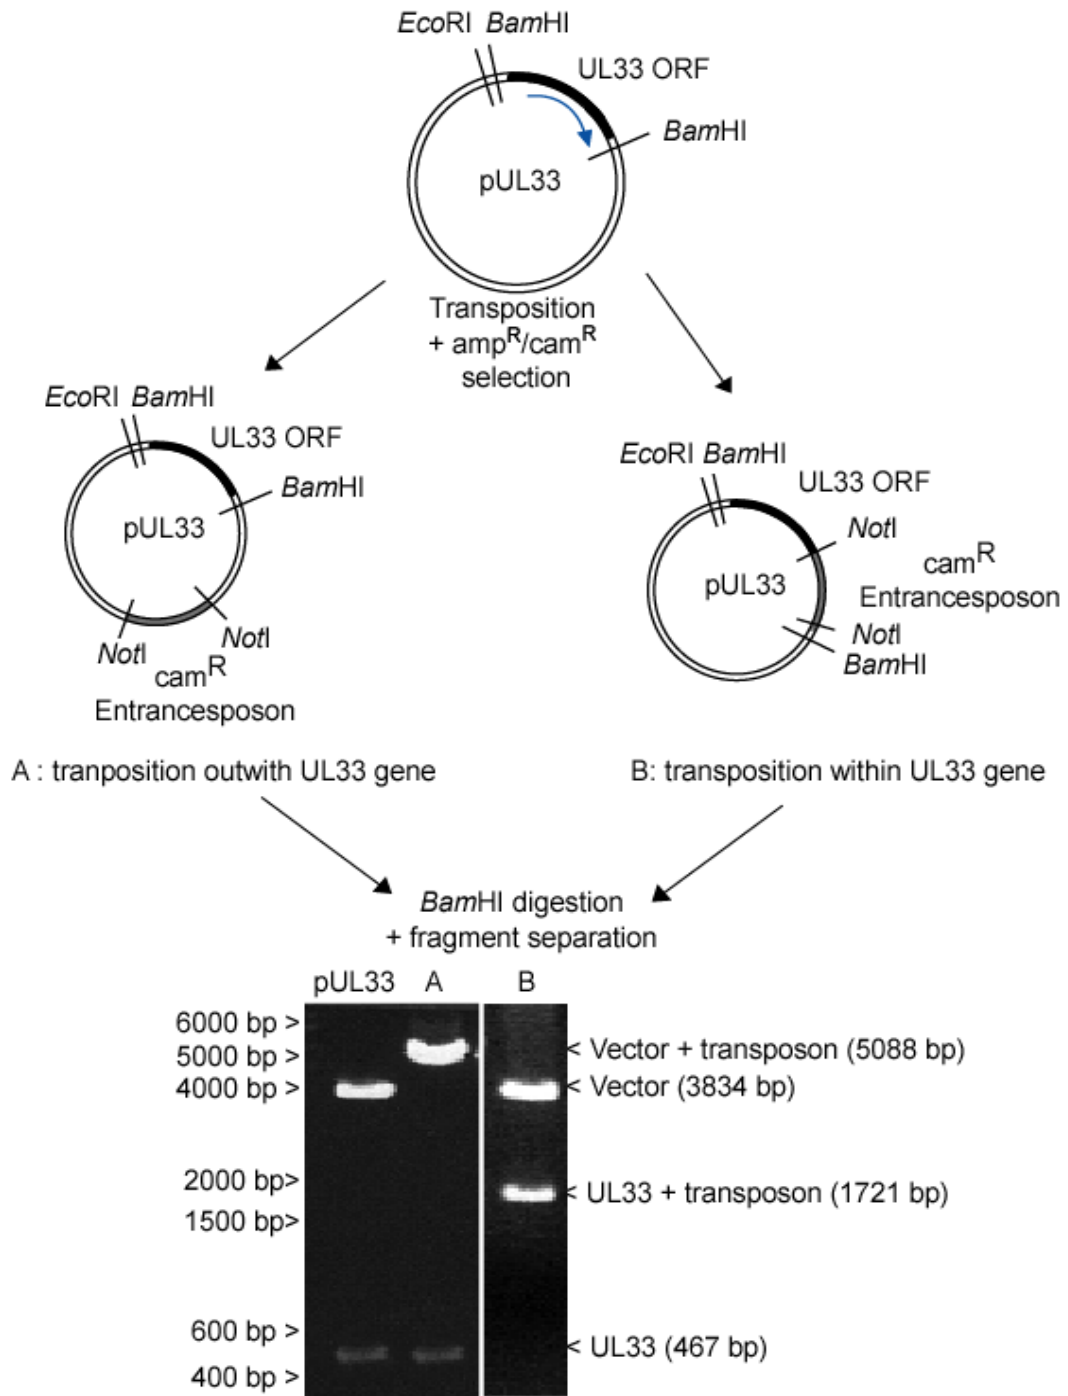 EcoRI BamHI
UL33 ORF
BamHI
pUL33
Transposition
+ ampR/camR
selection
EcoRI BamHI
UL33 ORF
BamHI
pUL33
NotI
NotI
camR
Entrancesposon
EcoRI BamHI
UL33 ORF
NotI
camR
Entrancesposon
pUL33
NotI
BamHI
A : tranposition outwith UL33 gene
B: transposition within UL33 gene
BamHI digestion
+ fragment separation
pUL33 A B
6000 bp >
5000 bp >
4000 bp >
2000 bp>
1500 bp>
600 bp >
400 bp >
< Vector + transposon (5088 bp)
< Vector (3834 bp)
< UL33 + transposon (1721 bp)
< UL33 (467 bp)